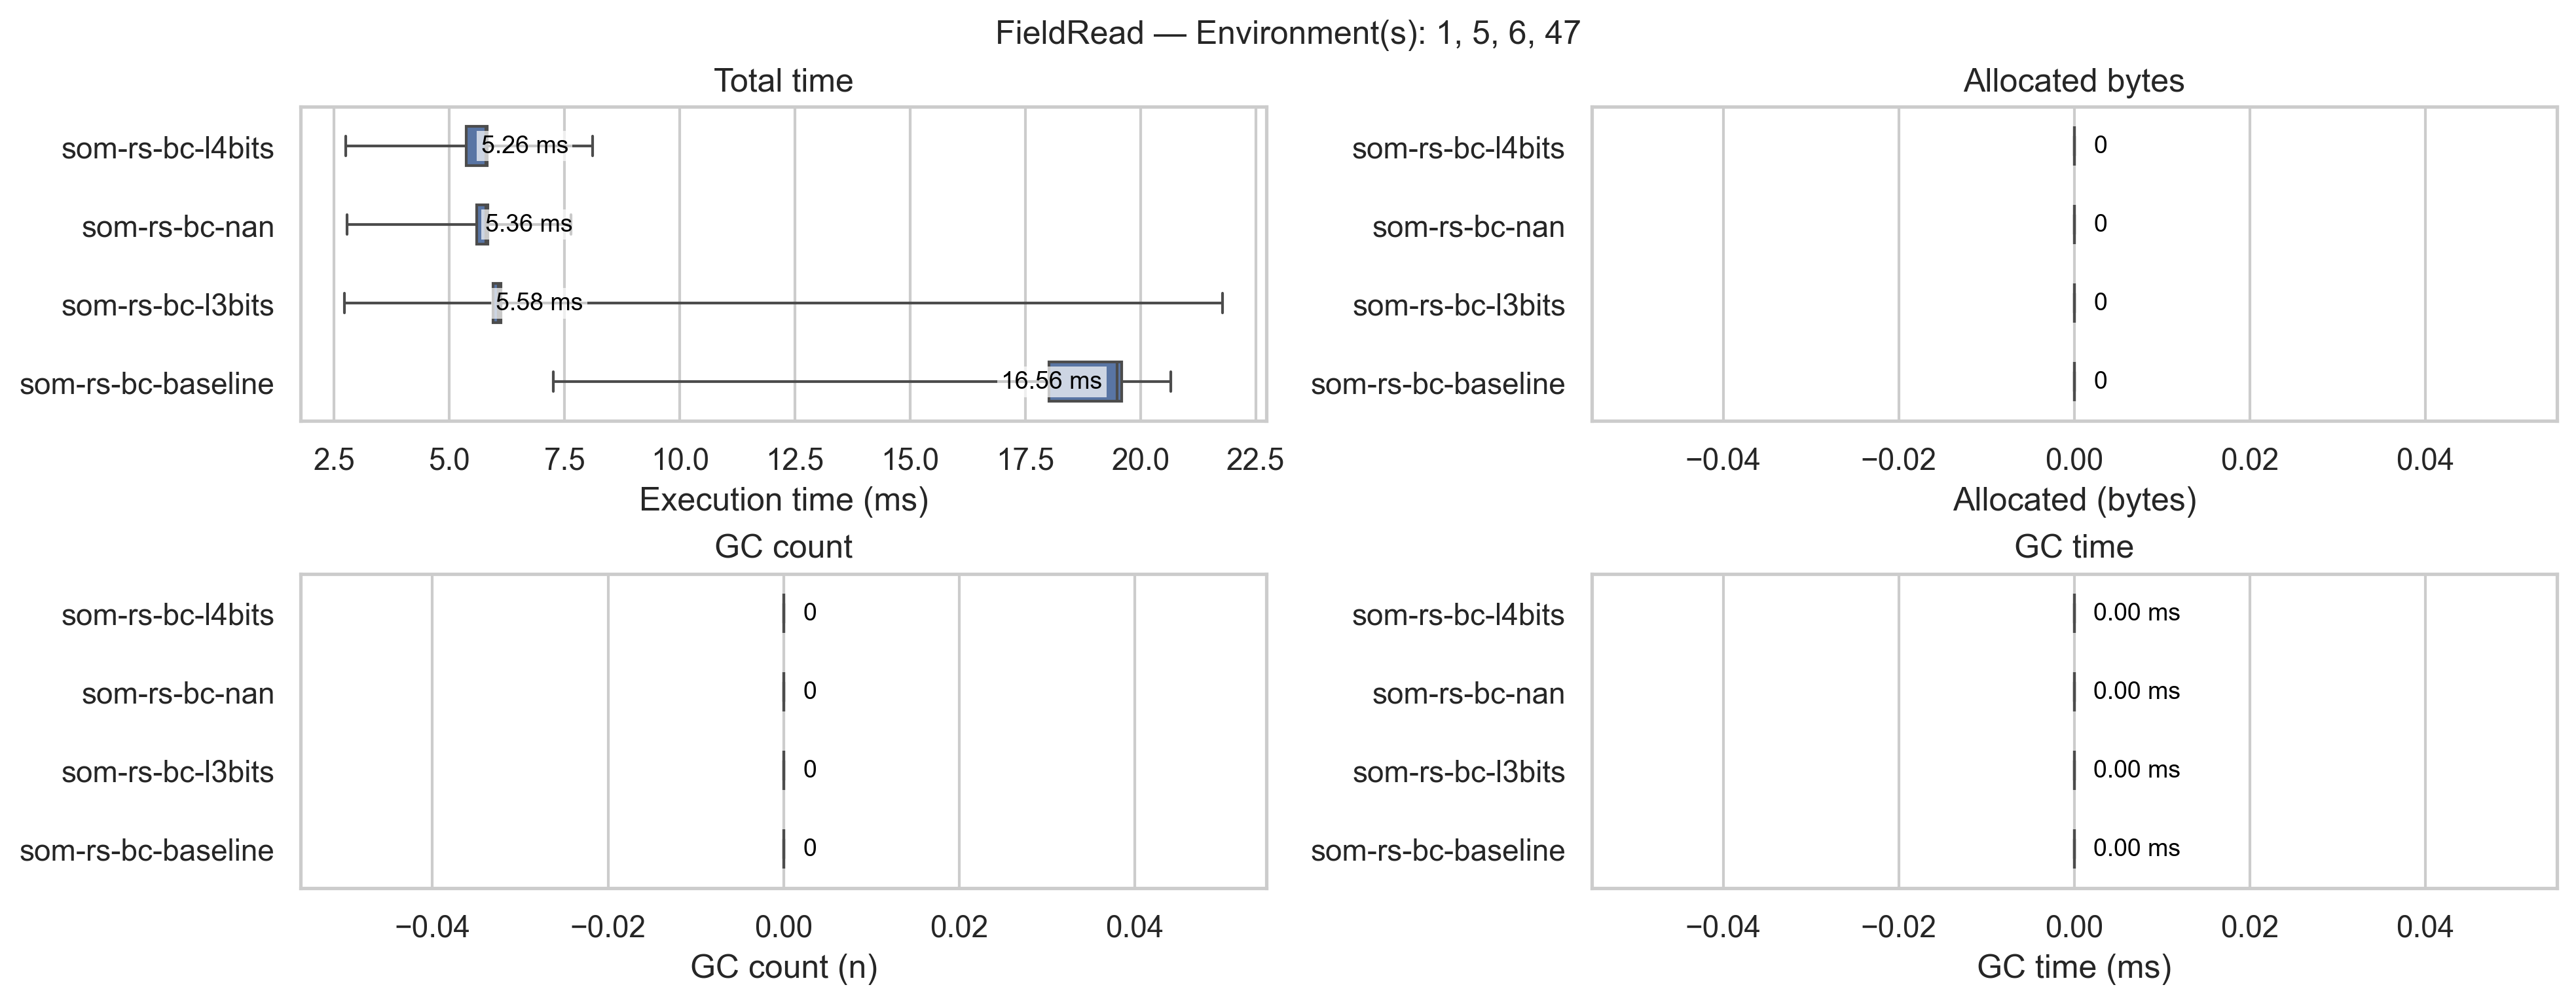 FieldRead — Environment(s): 1, 5, 6, 47
Total time
som-rs-bc-l4bits
5.26 ms
som-rs-bc-nan
5.36 ms
som-rs-bc-l3bits
5.58 ms
som-rs-bc-baseline
16.56 ms
2.5 5.0 7.5 10.0 12.5 15.0 17.5 20.0 22.5
Execution time (ms)
Allocated bytes
som-rs-bc-l4bits
0
som-rs-bc-nan
0
som-rs-bc-l3bits
0
som-rs-bc-baseline
0
−0.04 −0.02 0.00 0.02 0.04
Allocated (bytes)
GC count
som-rs-bc-l4bits
0
som-rs-bc-nan
0
som-rs-bc-l3bits
0
som-rs-bc-baseline
0
−0.04 −0.02 0.00 0.02 0.04
GC count (n)
GC time
som-rs-bc-l4bits
0.00 ms
som-rs-bc-nan
0.00 ms
som-rs-bc-l3bits
0.00 ms
som-rs-bc-baseline
0.00 ms
−0.04 −0.02 0.00 0.02 0.04
GC time (ms)